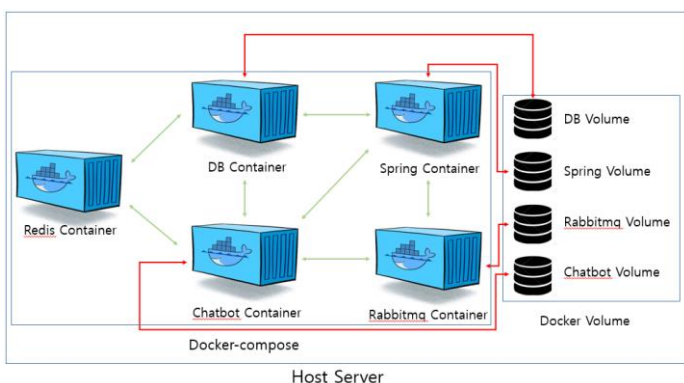 DB Volume
DB Container
Spring Container
Spring Volume
Redis Container
Rabbitmq Volume
Chatbot Volume
Chatbot Container
Rabbitmq Container
Docker Volume
Docker-compose
Host Server